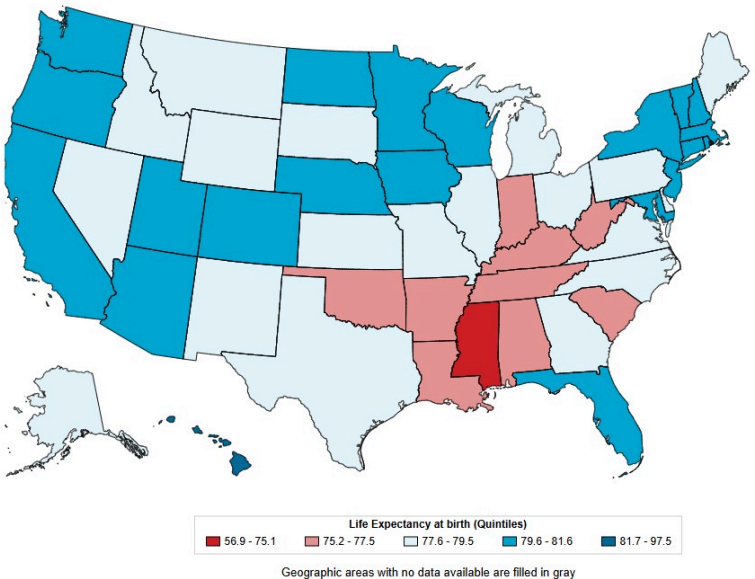 Life Expectancy at birth (Quintiles)
56.9 - 75.1 75.2 - 77.5 77.6 - 79.5 79.6 - 81.6 81.7 - 97.5
Geographic areas with no data available are filled in gray